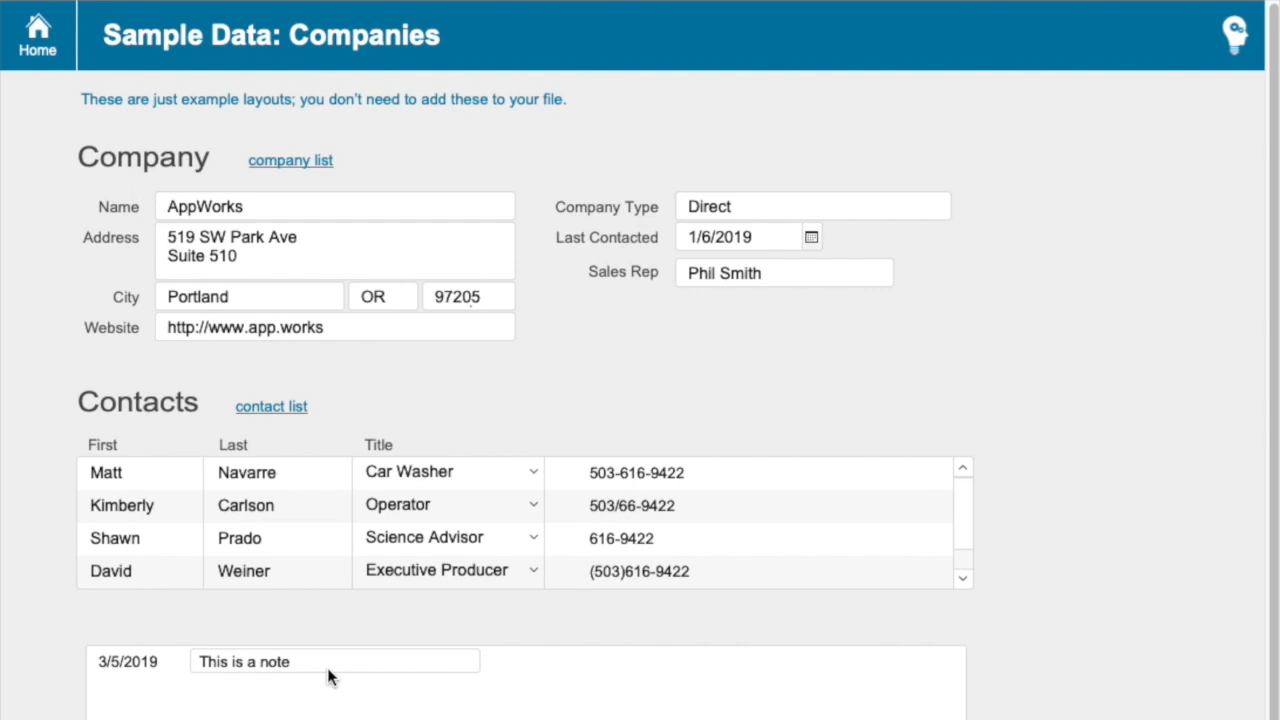 Home
Sample Data: Companies
These are just example layouts; you don't need to add these to your file.
Company company list
Name AppWorks
Address 519 SW Park Ave
Suite 510
City Portland OR 97205
Website http://www.app.works
Company Type Direct
Last Contacted 1/6/2019
Sales Rep Phil Smith
Contacts contact list
First Last Title
Matt Navarre Car Washer 503-616-9422
Kimberly Carlson Operator 503/66-9422
Shawn Prado Science Advisor 616-9422
David Weiner Executive Producer (503)616-9422
3/5/2019 This is a note